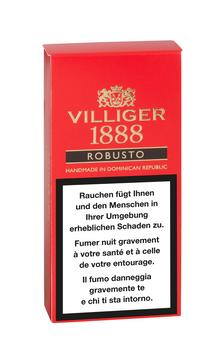 VILLIGER
1888
ROBUSTO
HANDMADE IN DOMINICAN REPUBLIC
Rauchen fügt Ihnen
und den Menschen in
Ihrer Umgebung
erheblichen Schaden zu.
Fumer nuit gravement
à votre santé et à celle
de votre entourage.
Il fumo danneggia
gravemente te
e chi ti sta intorno.